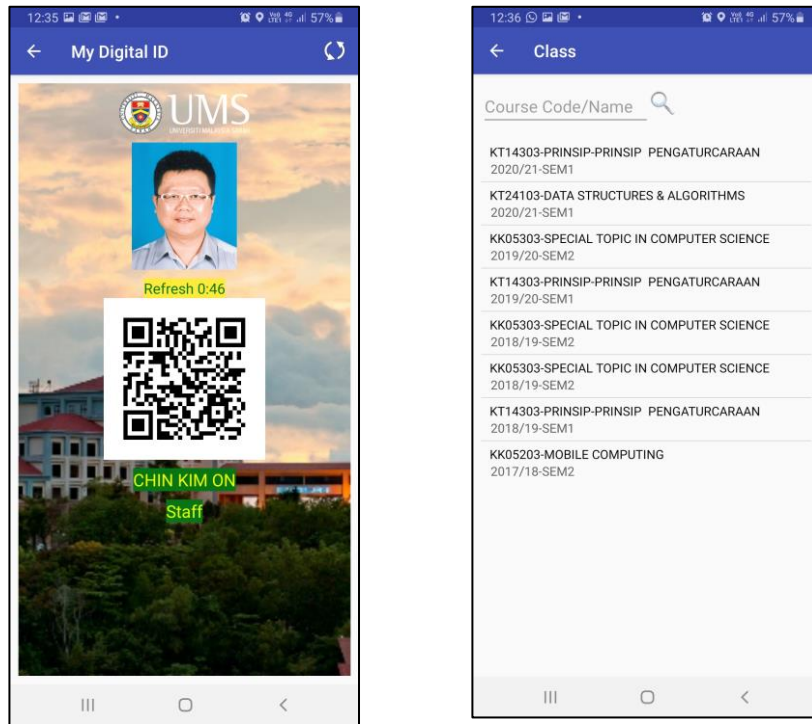 12:35
57%
My Digital ID
UMS
UNIVERSITI MALAYSIA SABAH
Refresh 0:46
CHIN KIM ON
Staff
12:36
57%
Class
Course Code/Name
KT14303-PRINSIP-PRINSIP PENGATURCARAAN
2020/21-SEM1
KT24103-DATA STRUCTURES & ALGORITHMS
2020/21-SEM1
KK05303-SPECIAL TOPIC IN COMPUTER SCIENCE
2019/20-SEM2
KT14303-PRINSIP-PRINSIP PENGATURCARAAN
2019/20-SEM1
KK05303-SPECIAL TOPIC IN COMPUTER SCIENCE
2018/19-SEM2
KK05303-SPECIAL TOPIC IN COMPUTER SCIENCE
2018/19-SEM2
KT14303-PRINSIP-PRINSIP PENGATURCARAAN
2018/19-SEM1
KK05203-MOBILE COMPUTING
2017/18-SEM2